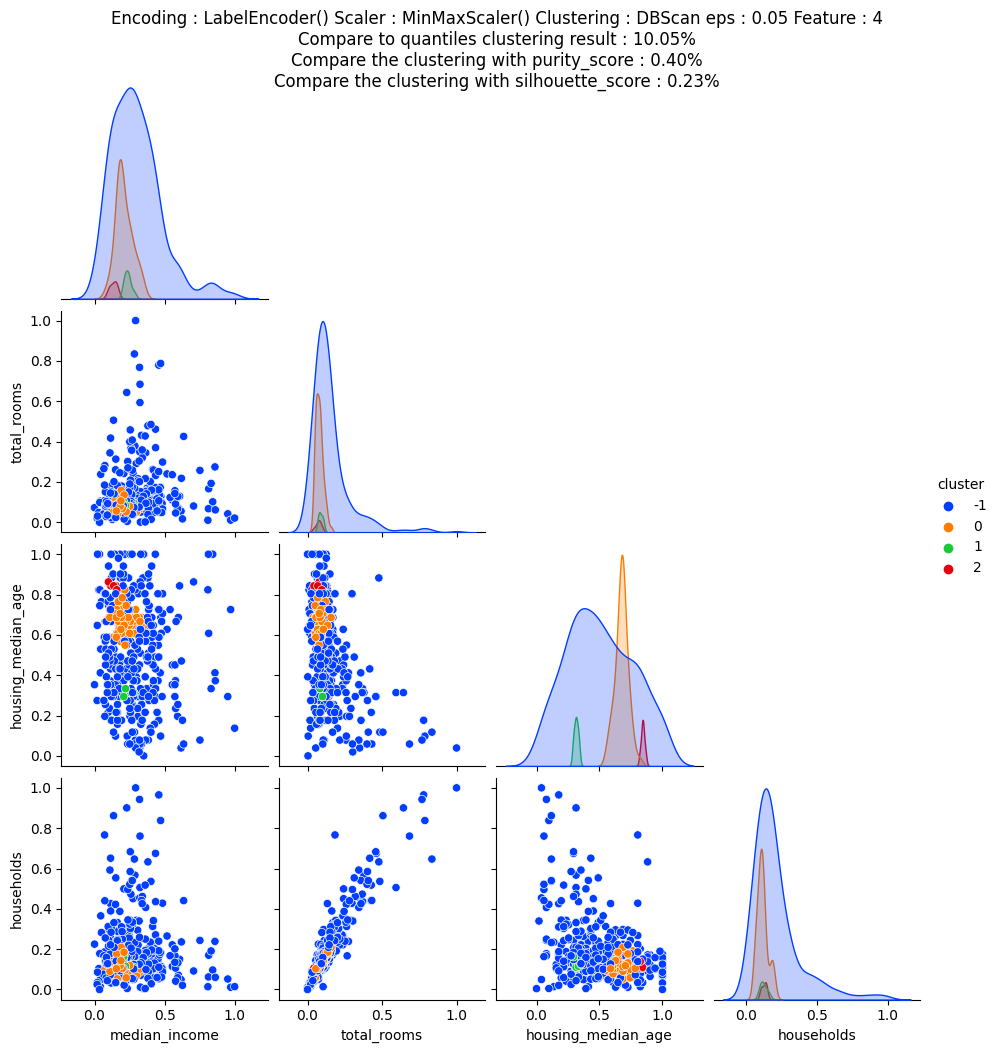 Encoding : LabelEncoder() Scaler : MinMaxScaler() Clustering : DBScan eps : 0.05 Feature : 4
Compare to quantiles clustering result : 10.05%
Compare the clustering with purity_score : 0.40%
Compare the clustering with silhouette_score : 0.23%
total_rooms
1.0
0.8
0.6
0.4
0.2
0.0
housing_median_age
1.0
0.8
0.6
0.4
0.2
0.0
households
1.0
0.8
0.6
0.4
0.2
0.0
0.0 0.5 1.0
median_income
0.0 0.5 1.0
total_rooms
0.0 0.5 1.0
housing_median_age
0.0 0.5 1.0
households
cluster
-1
0
1
2